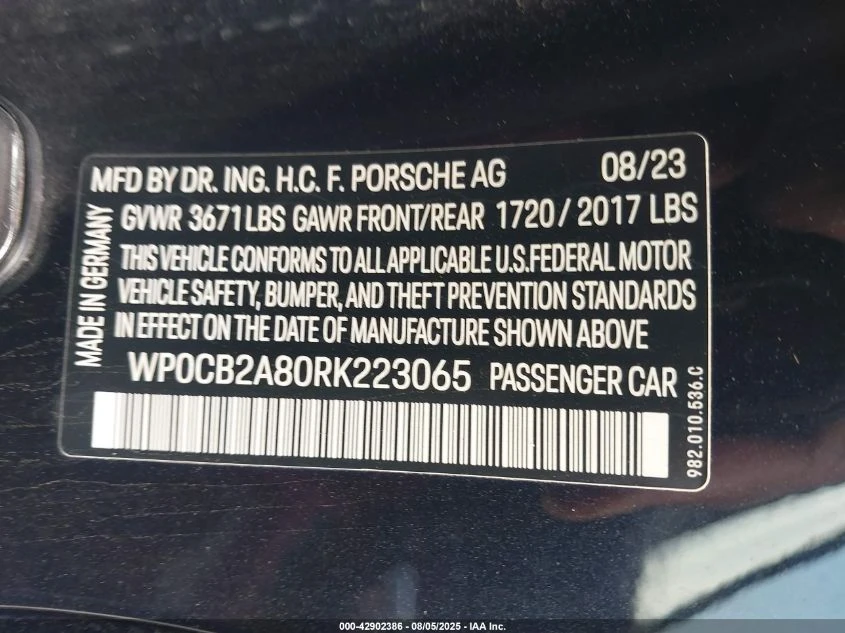 MFD BY DR. ING. H.C. F. PORSCHE AG 08/23
GVWR 3671 LBS GAWR FRONT/REAR 1720 / 2017 LBS
THIS VEHICLE CONFORMS TO ALL APPLICABLE U.S. FEDERAL MOTOR
VEHICLE SAFETY, BUMPER, AND THEFT PREVENTION STANDARDS
IN EFFECT ON THE DATE OF MANUFACTURE SHOWN ABOVE
WP0CB2A80RK223065 PASSENGER CAR
MADE IN GERMANY
982.010.536.C
000-42902386 - 08/05/2025 - IAA Inc.